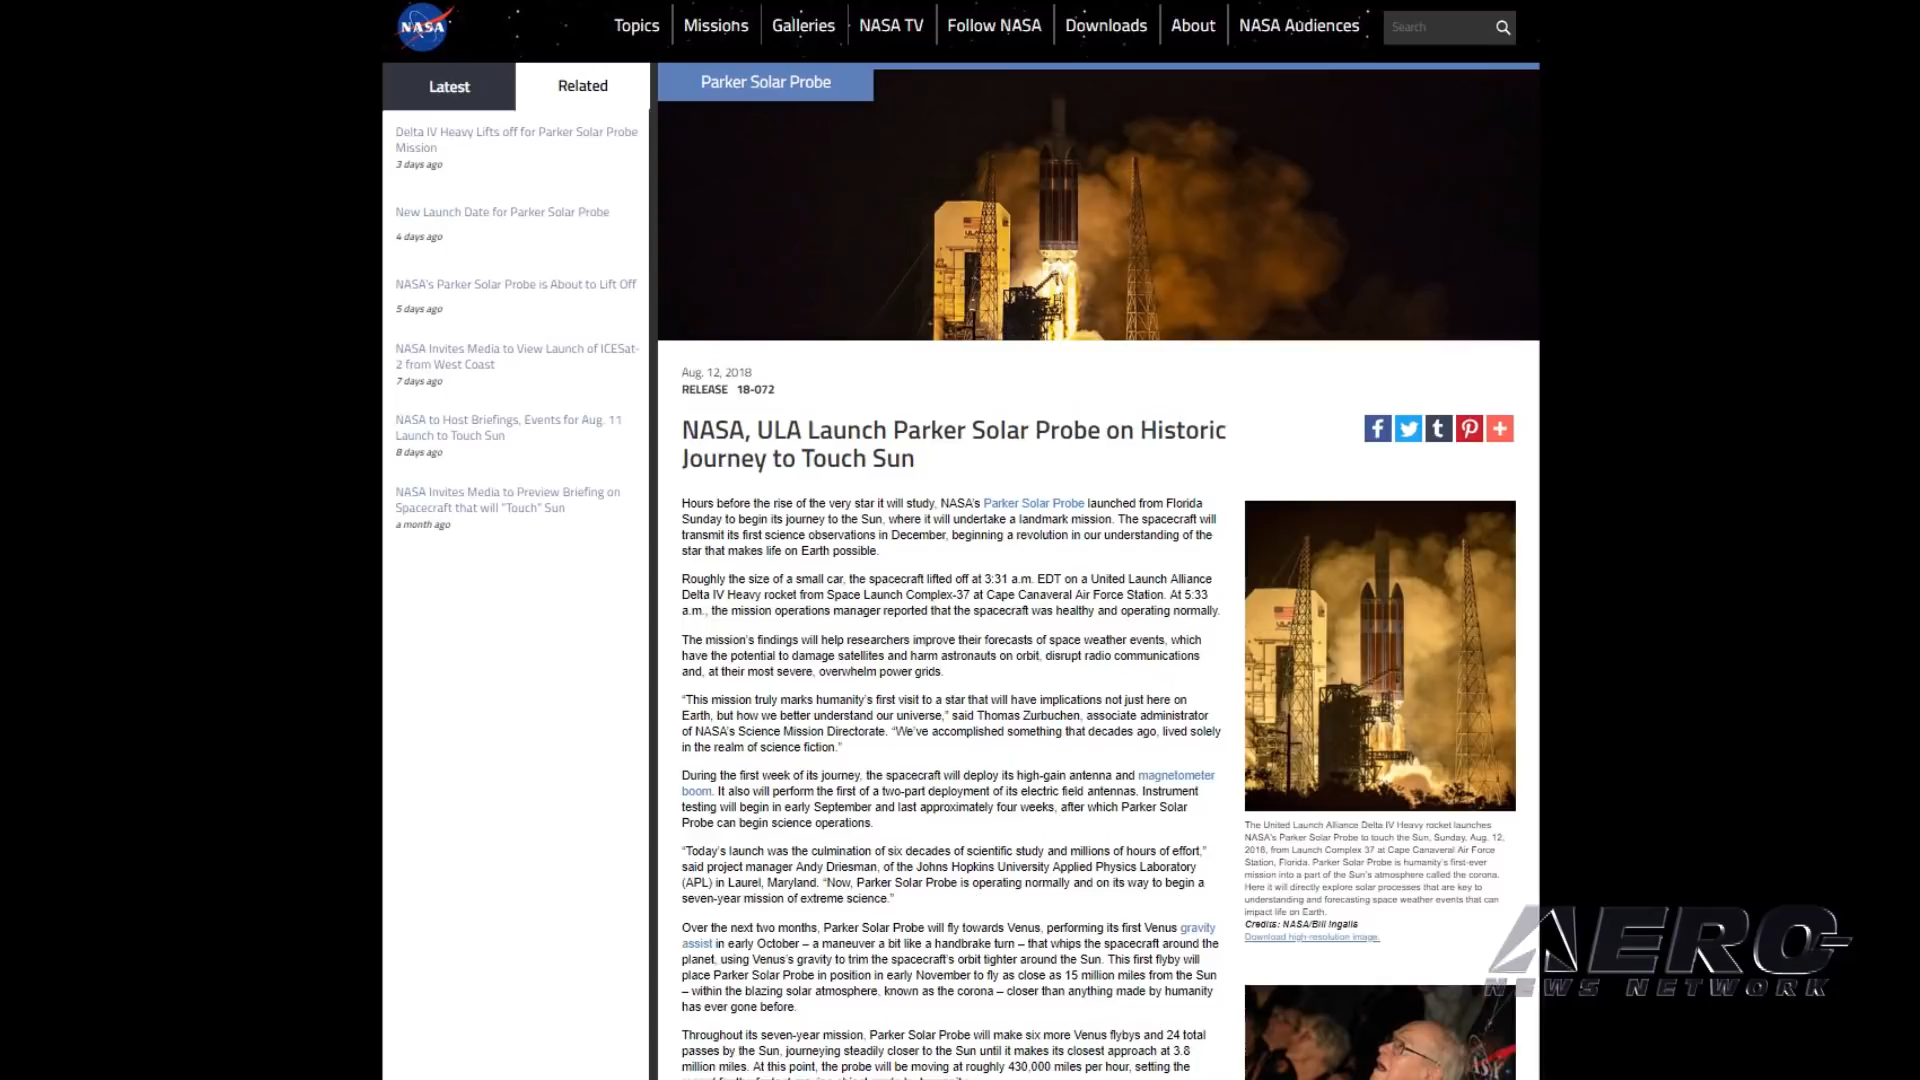 NASA
Topics
Missions
Galleries
NASA TV
Follow NASA
Downloads
About
NASA Audiences
Search
Latest
Related
Delta IV Heavy Lifts off for Parker Solar Probe
Mission
3 days ago
New Launch Date for Parker Solar Probe
4 days ago
NASA's Parker Solar Probe is About to Lift Off
5 days ago
NASA Invites Media to View Launch of ICESat-
2 from West Coast
7 days ago
NASA to Host Briefings, Events for Aug. 11
Launch to Touch Sun
8 days ago
NASA Invites Media to Preview Briefing on
Spacecraft that will "Touch" Sun
a month ago
Parker Solar Probe
Aug. 12, 2018
RELEASE 18-072
NASA, ULA Launch Parker Solar Probe on Historic
Journey to Touch Sun
Hours before the rise of the very star it will study, NASA's Parker Solar Probe launched from Florida
Sunday to begin its journey to the Sun, where it will undertake a landmark mission. The spacecraft will
transmit its first science observations in December, beginning a revolution in our understanding of the
star that makes life on Earth possible.
Roughly the size of a small car, the spacecraft lifted off at 3:31 a.m. EDT on a United Launch Alliance
Delta IV Heavy rocket from Space Launch Complex-37 at Cape Canaveral Air Force Station. At 5:33
a.m., the mission operations manager reported that the spacecraft was healthy and operating normally.
The mission's findings will help researchers improve their forecasts of space weather events, which
have the potential to damage satellites and harm astronauts on orbit, disrupt radio communications
and, at their most severe, overwhelm power grids.
"This mission truly marks humanity's first visit to a star that will have implications not just here on
Earth, but how we better understand our universe," said Thomas Zurbuchen, associate administrator
of NASA's Science Mission Directorate. "We've accomplished something that decades ago, lived solely
in the realm of science fiction."
During the first week of its journey, the spacecraft will deploy its high-gain antenna and magnetometer
boom. It also will perform the first of a two-part deployment of its electric field antennas. Instrument
testing will begin in early September and last approximately four weeks, after which Parker Solar
Probe can begin science operations.
"Today's launch was the culmination of six decades of scientific study and millions of hours of effort,"
said project manager Andy Driesman, of the Johns Hopkins University Applied Physics Laboratory
(APL) in Laurel, Maryland. "Now, Parker Solar Probe is operating normally and on its way to begin a
seven-year mission of extreme science."
Over the next two months, Parker Solar Probe will fly towards Venus, performing its first Venus gravity
assist in early October – a maneuver a bit like a handbrake turn – that whips the spacecraft around the
planet, using Venus's gravity to trim the spacecraft's orbit tighter around the Sun. This first flyby will
place Parker Solar Probe in position in early November to fly as close as 15 million miles from the Sun
– within the blazing solar atmosphere, known as the corona – closer than anything made by humanity
has ever gone before.
Throughout its seven-year mission, Parker Solar Probe will make six more Venus flybys and 24 total
passes by the Sun, journeying steadily closer to the Sun until it makes its closest approach at 3.8
million miles. At this point, the probe will be moving at roughly 430,000 miles per hour, setting the
The United Launch Alliance Delta IV Heavy rocket launches
NASA's Parker Solar Probe to touch the Sun, Sunday, Aug. 12,
2018, from Launch Complex 37 at Cape Canaveral Air Force
Station, Florida. Parker Solar Probe is humanity's first-ever
mission into a part of the Sun's atmosphere called the corona.
Here it will directly explore solar processes that are key to
understanding and forecasting space weather events that can
impact life on Earth.
Credits: NASA/Bill Ingalls
Download high-resolution image.
AERO
NEWS NETWORK